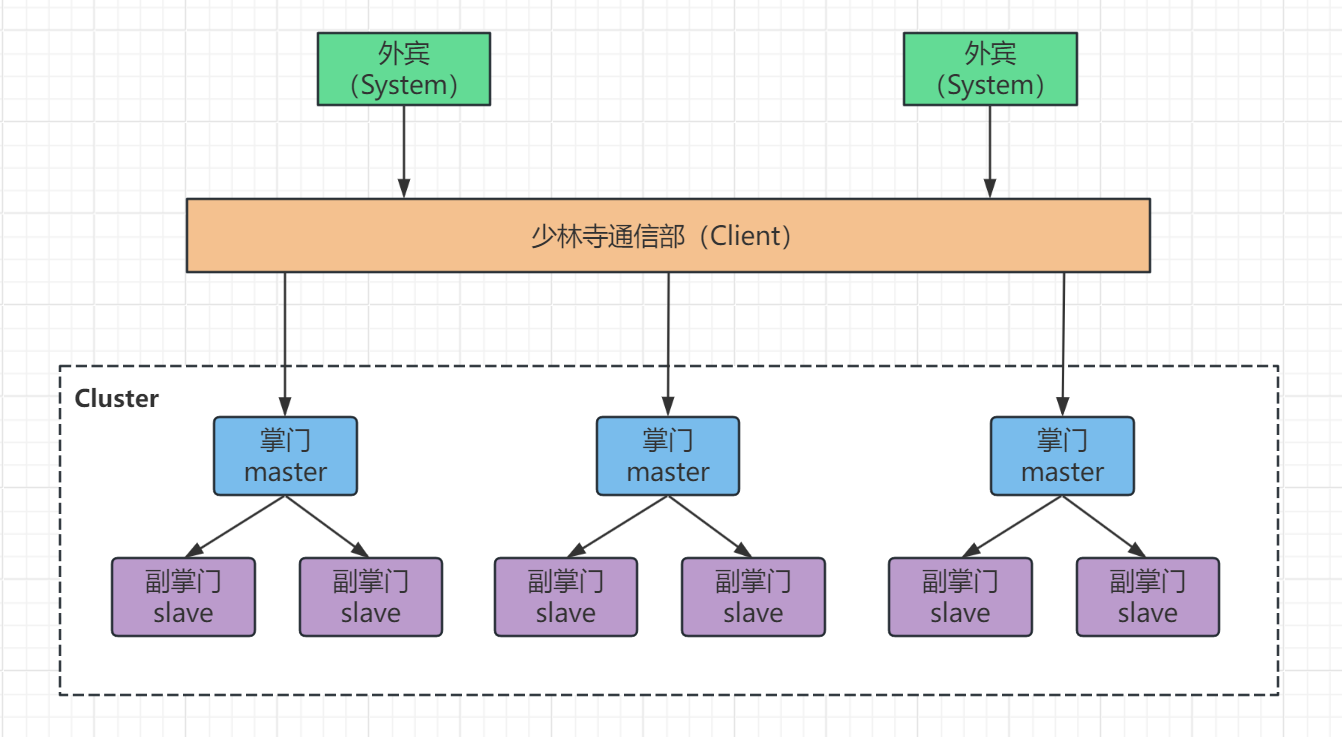 外宾
（System）
外宾
（System）
少林寺通信部（Client）
Cluster
掌门
master
掌门
master
掌门
master
副掌门
slave
副掌门
slave
副掌门
slave
副掌门
slave
副掌门
slave
副掌门
slave